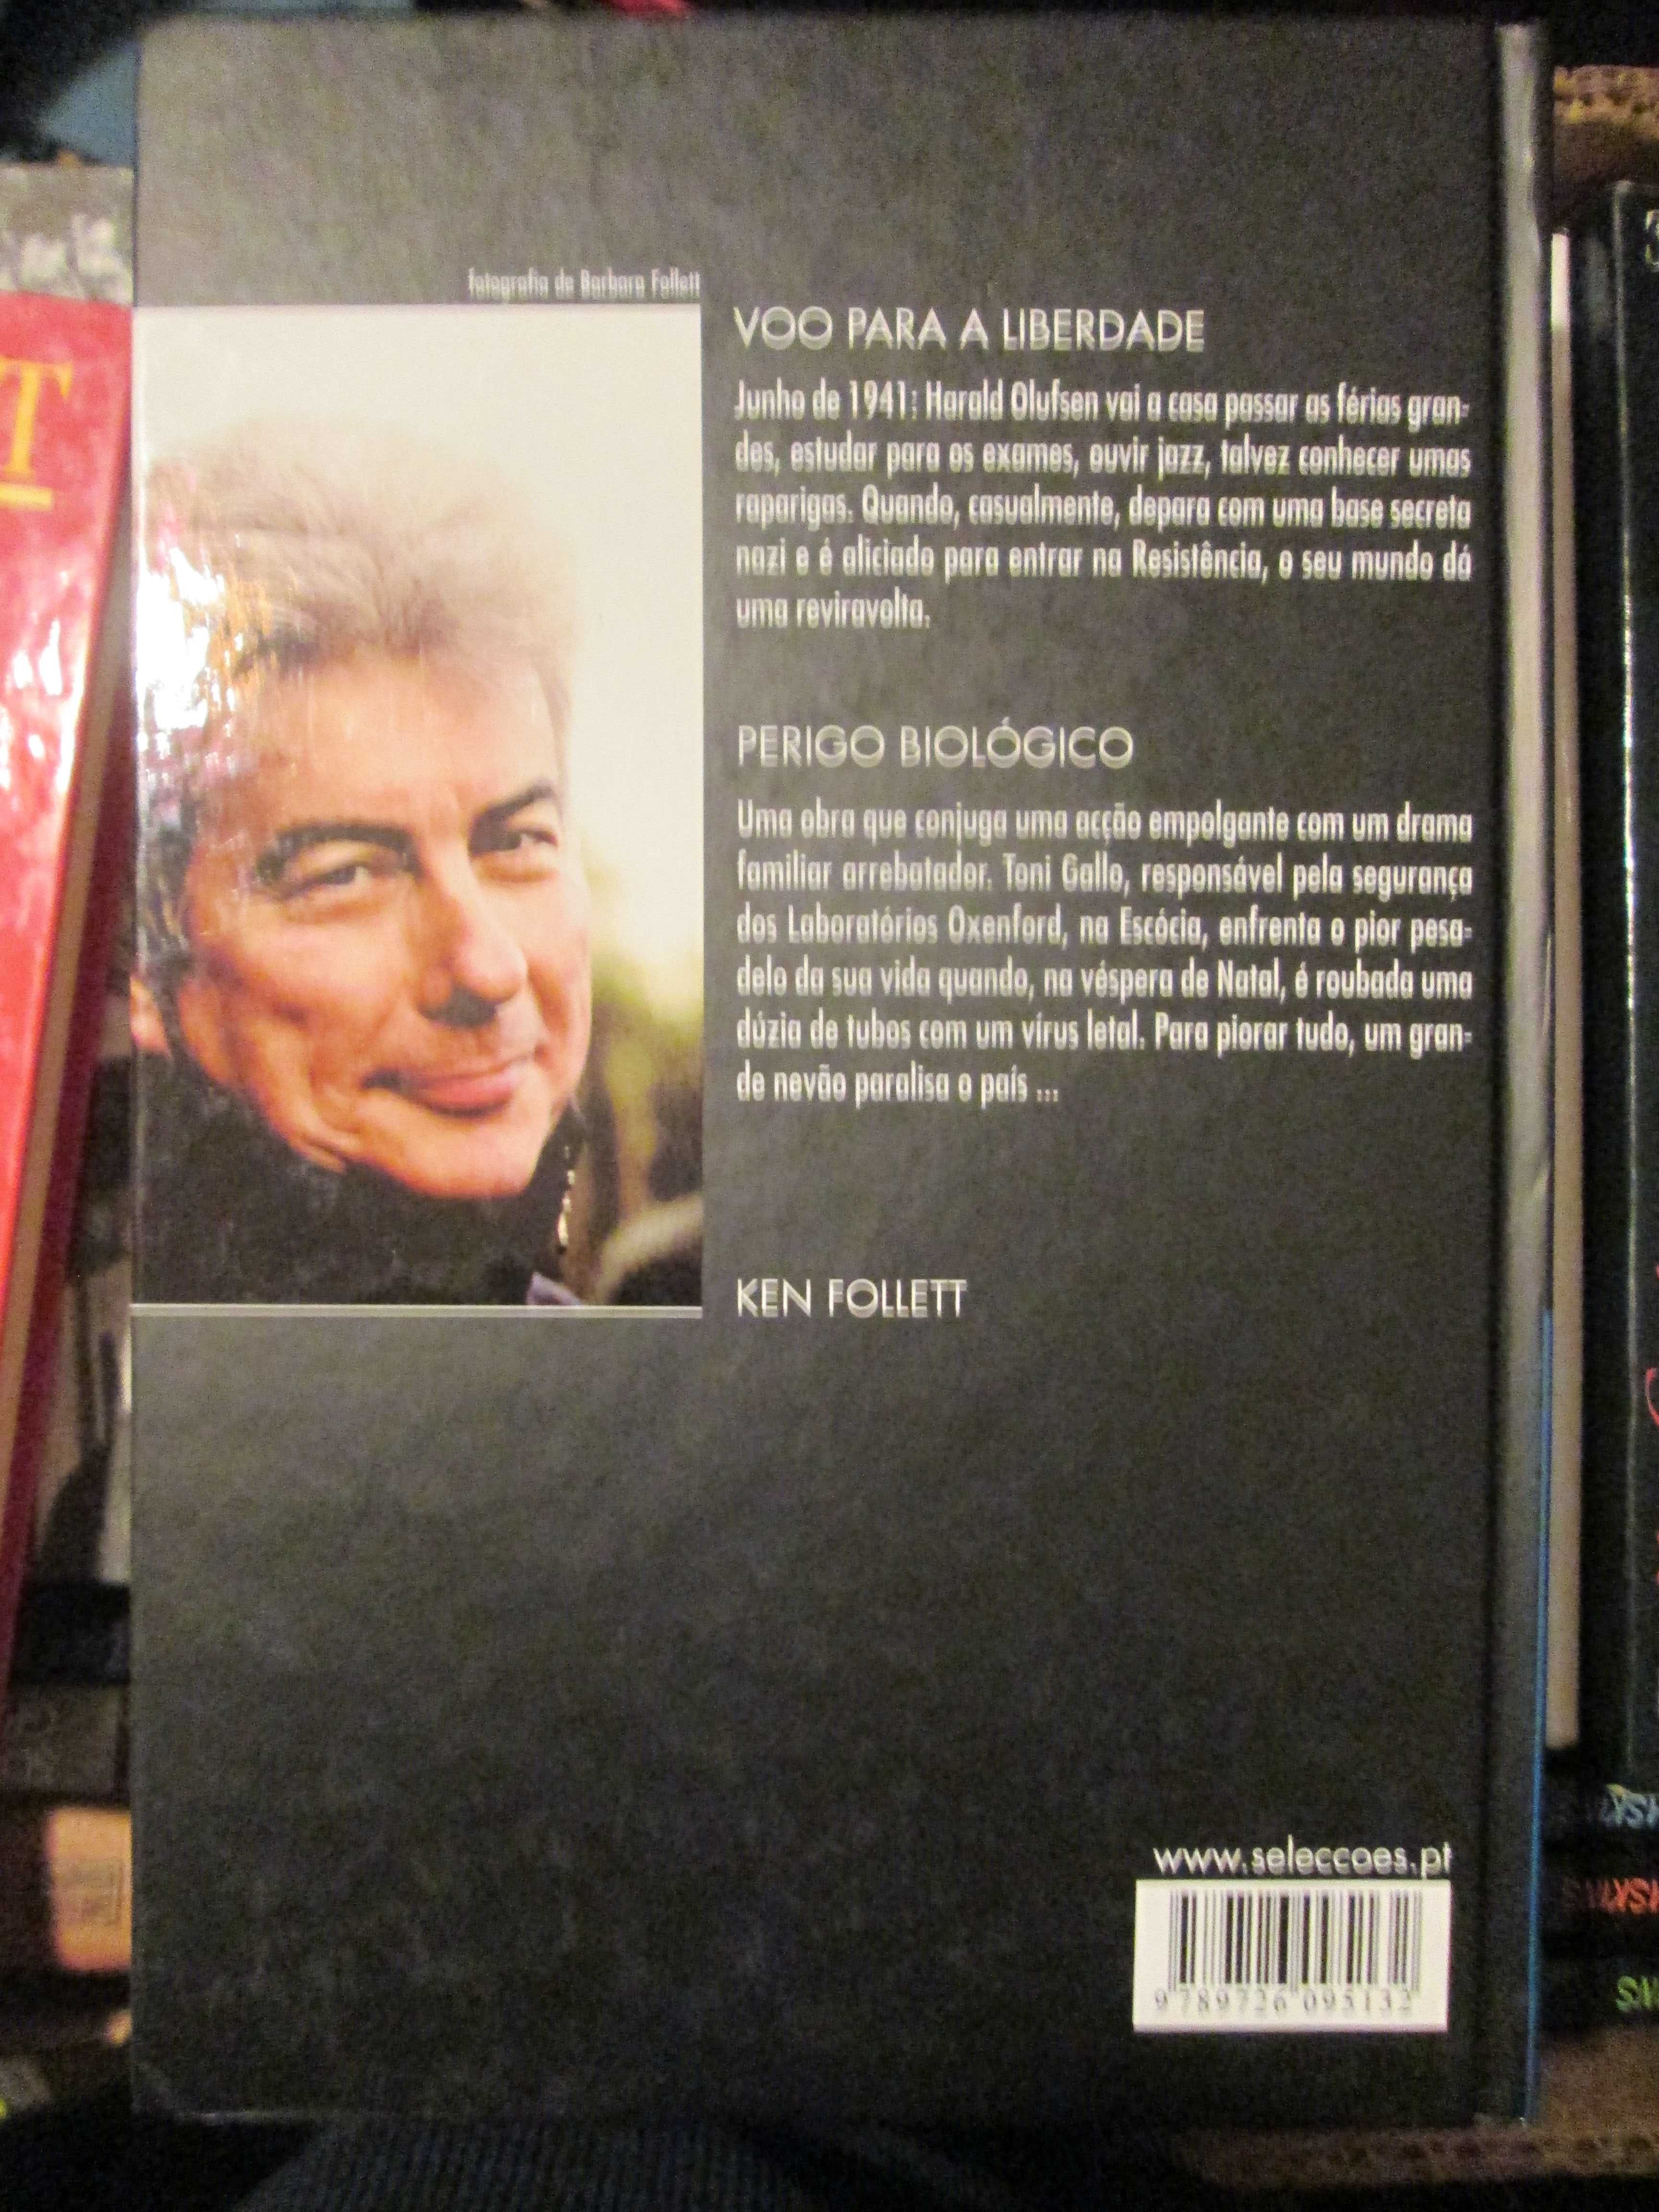 fotografia de Barbara Follett
VOO PARA A LIBERDADE
Junho de 1941: Harald Olufsen vai a casa passar as férias gran-
des, estudar para os exames, ouvir jazz, talvez conhecer umas
raparigas. Quando, casualmente, depara com uma base secreta
nazi e é aliciado para entrar na Resistência, o seu mundo dá
uma reviravolta.
PERIGO BIOLÓGICO
Uma obra que conjuga uma acção empolgante com um drama
familiar arrebatador. Toni Gallo, responsável pela segurança
dos Laboratórios Oxenford, na Escócia, enfrenta o pior pesa-
delo da sua vida quando, na véspera de Natal, é roubada uma
dúzia de tubos com um vírus letal. Para piorar tudo, um gran-
de nevão paralisa o país ...
KEN FOLLETT
www.seleccoes.pt
9 789726 095132
T